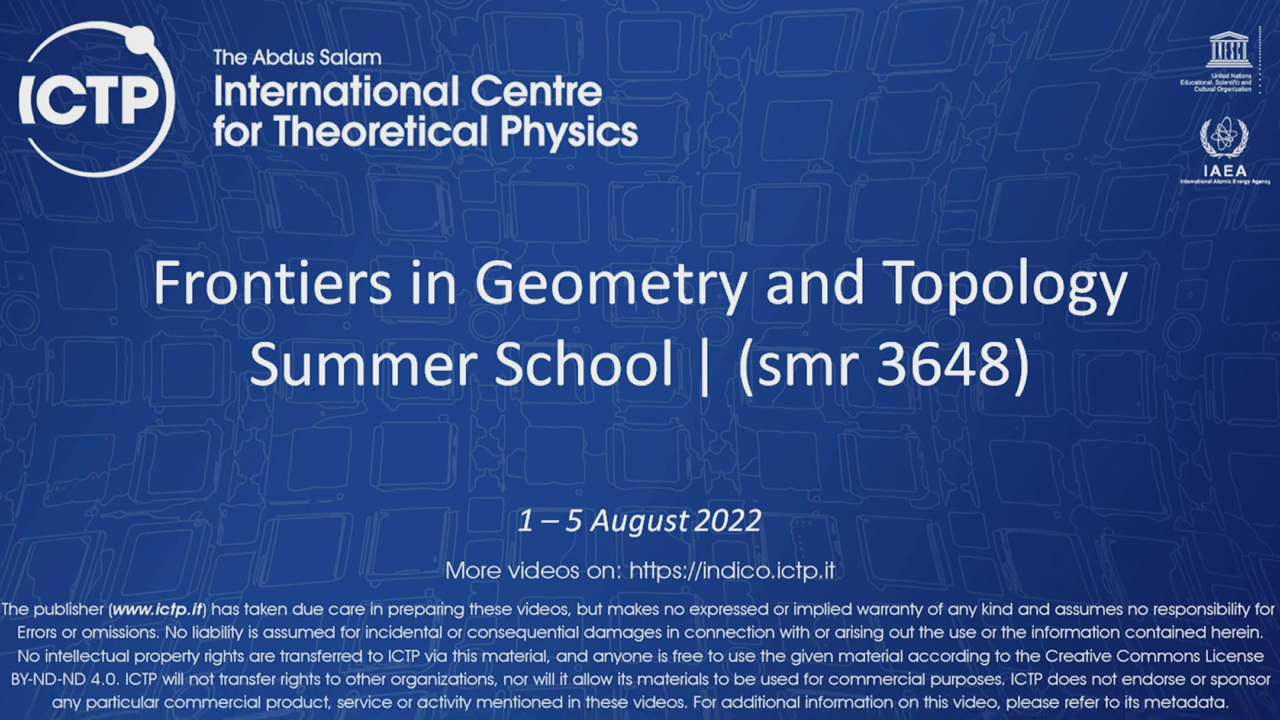 ICTP
The Abdus Salam
International Centre
for Theoretical Physics
United Nations
Educational, Scientific and
Cultural Organization
IAEA
International Atomic Energy Agency
Frontiers in Geometry and Topology
Summer School | (smr 3648)
1 – 5 August 2022
More videos on: https://indico.ictp.it
The publisher (www.ictp.it) has taken due care in preparing these videos, but makes no expressed or implied warranty of any kind and assumes no responsibility for
Errors or omissions. No liability is assumed for incidental or consequential damages in connection with or arising out the use or the information contained herein.
No intellectual property rights are transferred to ICTP via this material, and anyone is free to use the given material according to the Creative Commons License
BY-ND-ND 4.0. ICTP will not transfer rights to other organizations, nor will it allow its materials to be used for commercial purposes. ICTP does not endorse or sponsor
any particular commercial product, service or activity mentioned in these videos. For additional information on this video, please refer to its metadata.